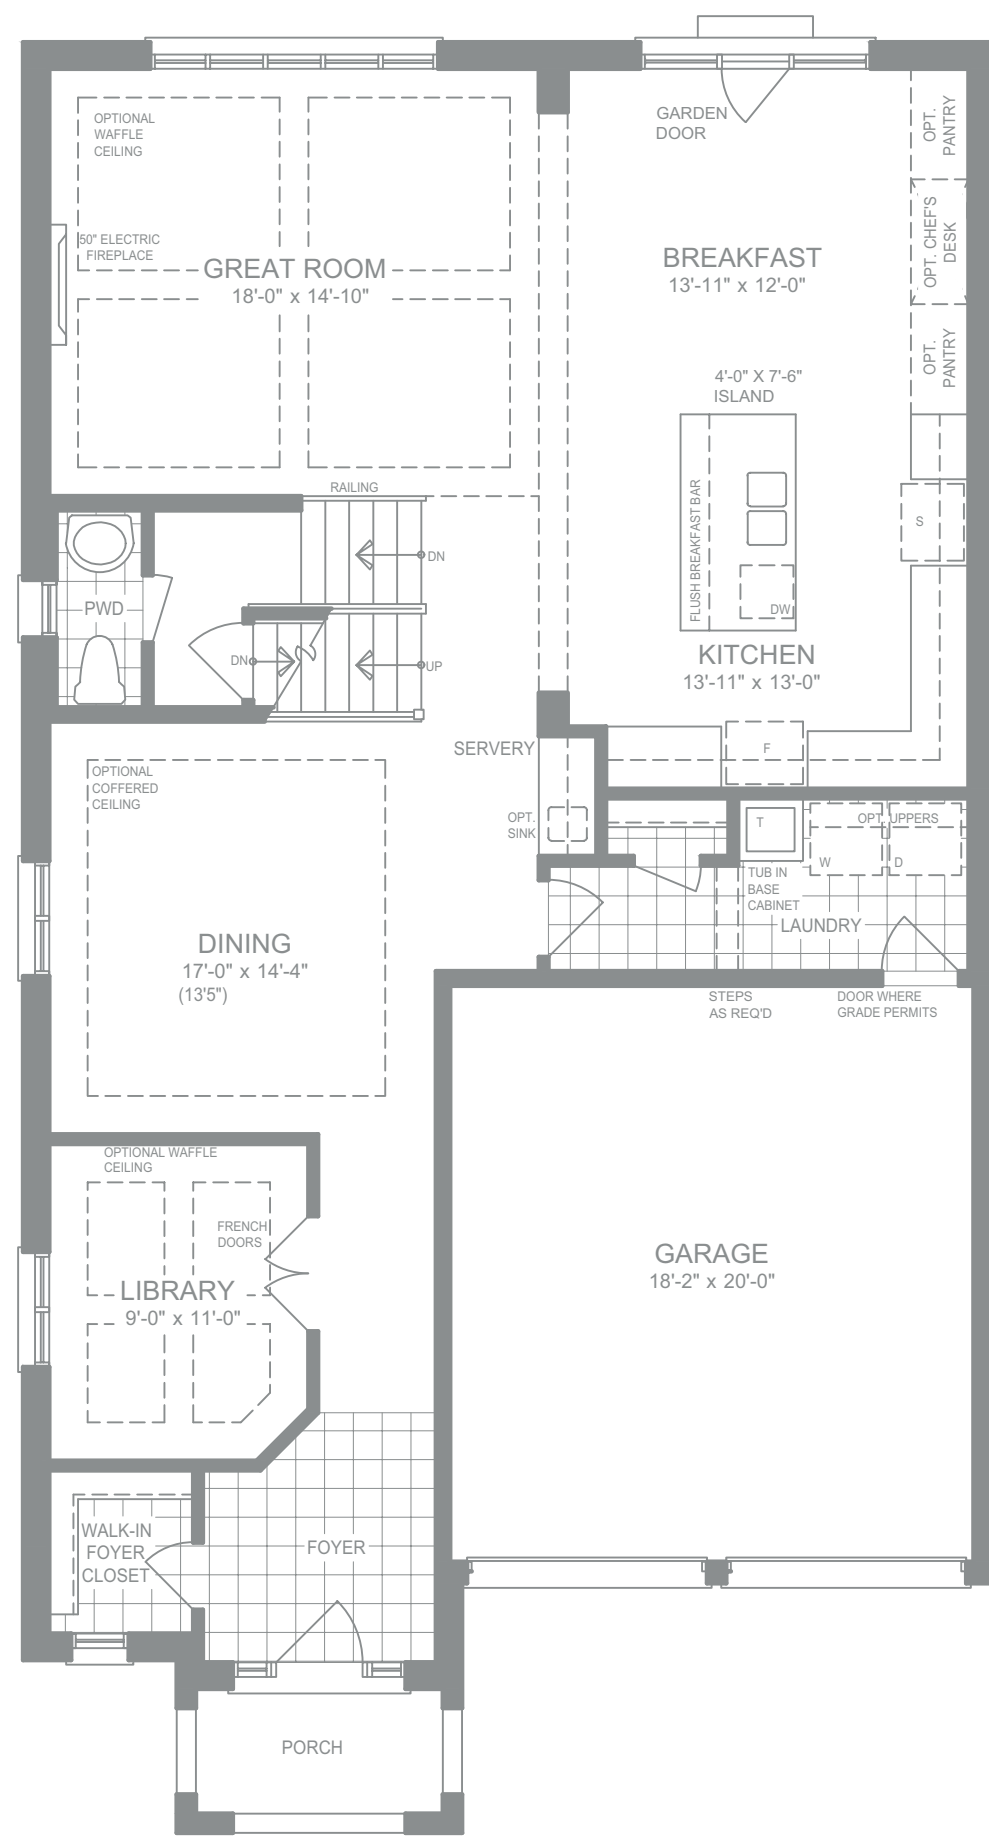 OPTIONAL
WAFFLE
CEILING
GARDEN
DOOR
OPT.
PANTRY
50" ELECTRIC
FIREPLACE
GREAT ROOM
18'-0" x 14'-10"
BREAKFAST
13'-11" x 12'-0"
OPT. CHEF'S
DESK
OPT.
PANTRY
4'-0" X 7'-6"
ISLAND
RAILING
FLUSH BREAKFAST BAR
S
DN
PWD
DW
DN
UP
KITCHEN
13'-11" x 13'-0"
SERVERY
F
OPTIONAL
COFFERED
CEILING
OPT.
SINK
T
OPT. UPPERS
W
D
TUB IN
BASE
CABINET
LAUNDRY
DINING
17'-0" x 14'-4"
(13'5")
STEPS
AS REQ'D
DOOR WHERE
GRADE PERMITS
OPTIONAL WAFFLE
CEILING
FRENCH
DOORS
LIBRARY
9'-0" x 11'-0"
GARAGE
18'-2" x 20'-0"
WALK-IN
FOYER
CLOSET
FOYER
PORCH